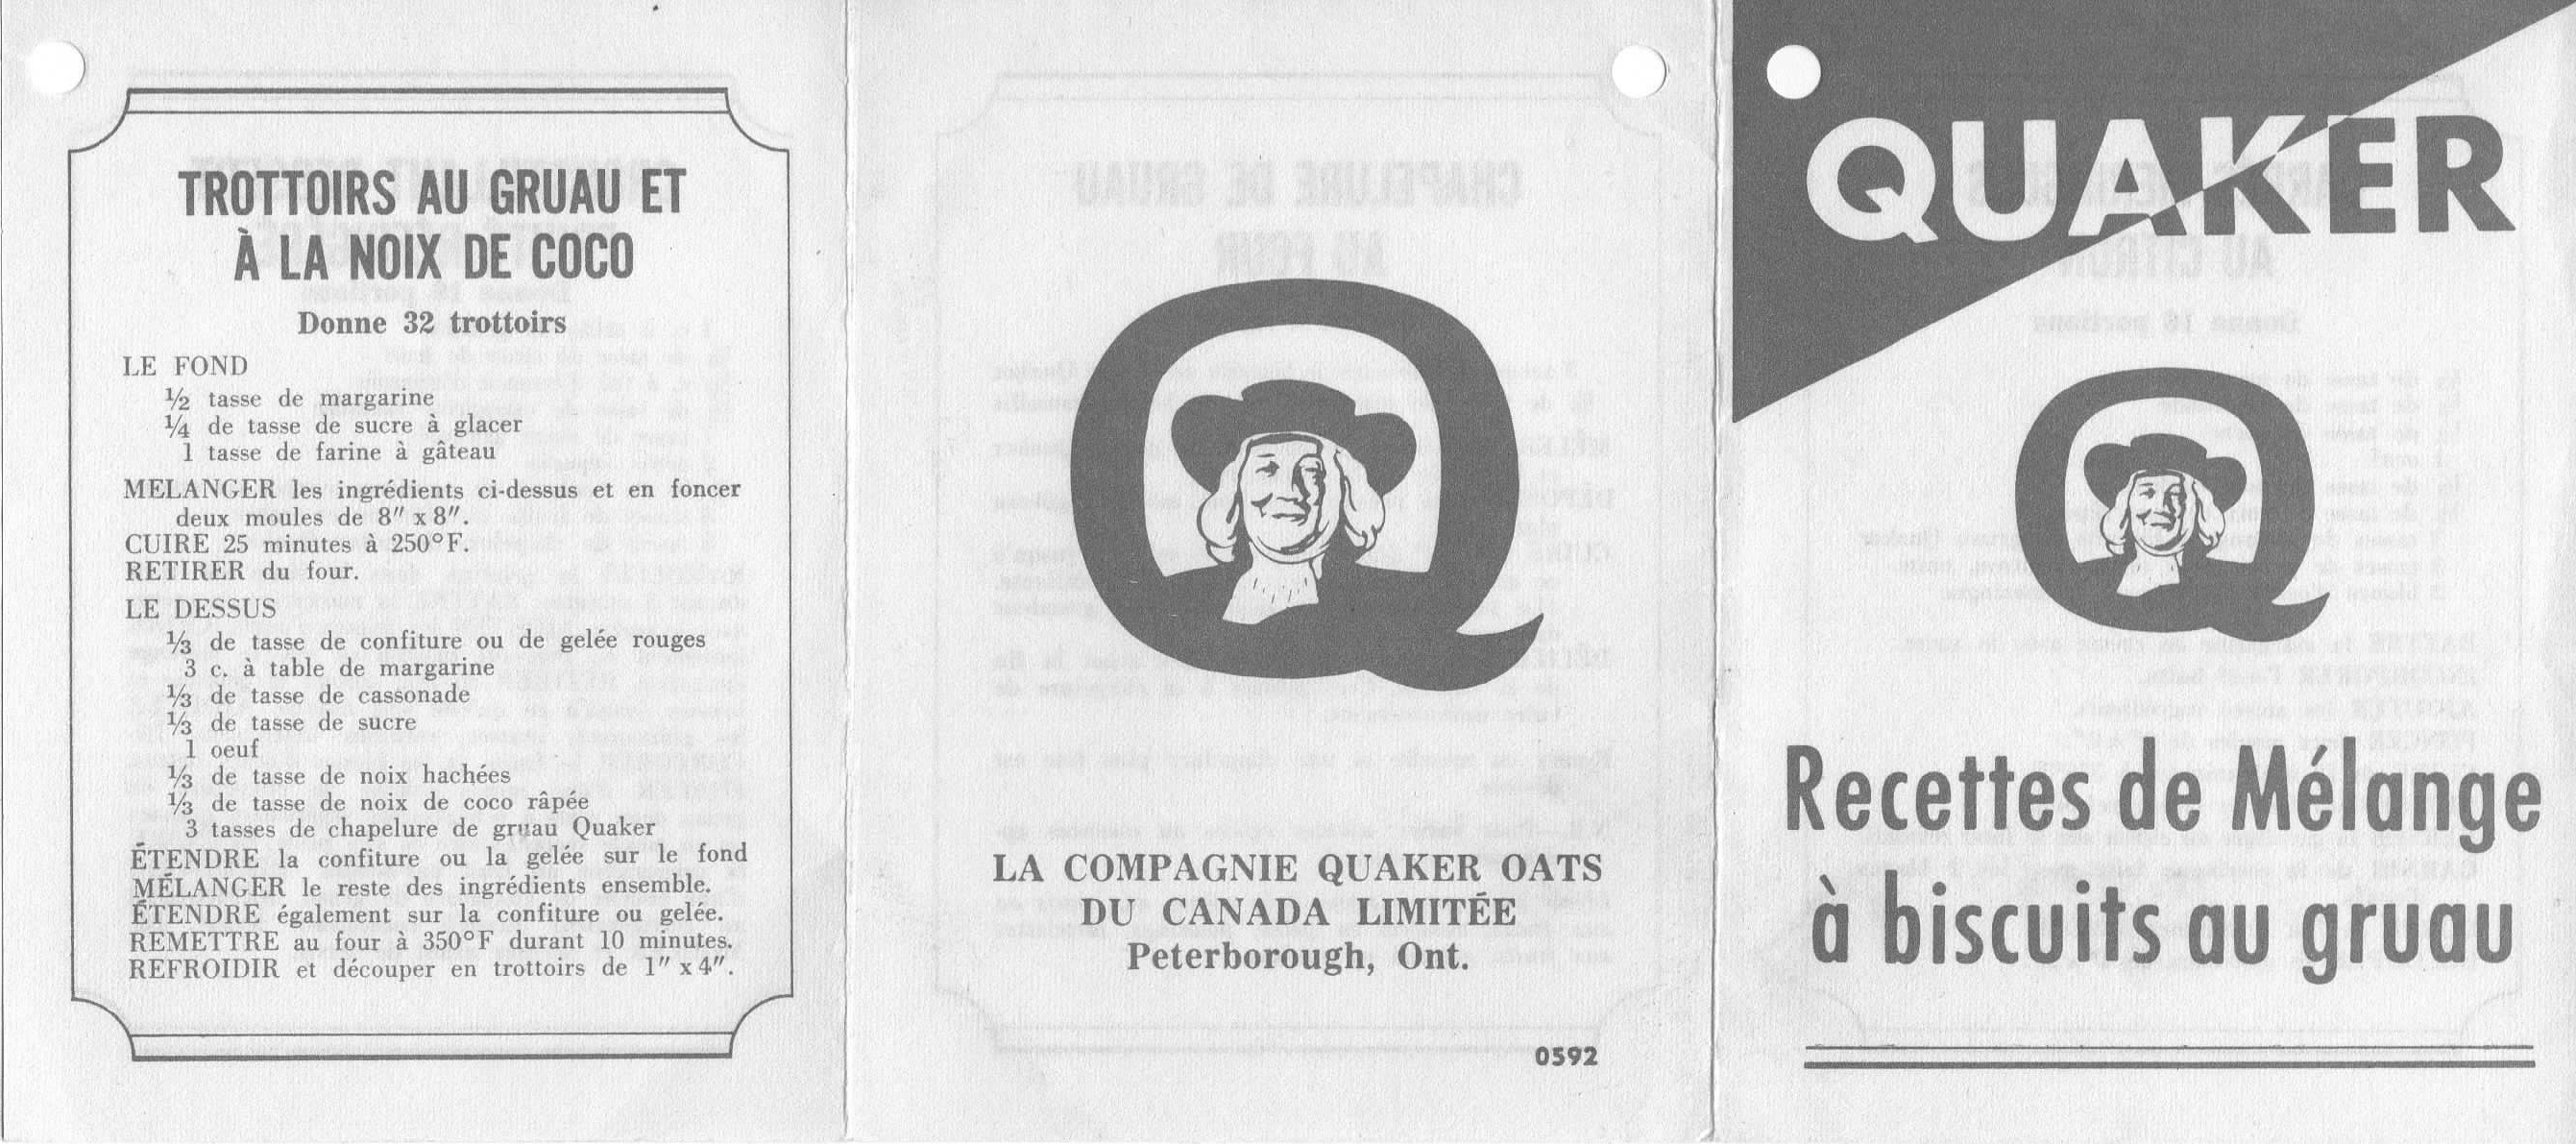 TROTTOIRS AU GRUAU ET
À LA NOIX DE COCO
Donne 32 trottoirs
LE FOND
½ tasse de margarine
¼ de tasse de sucre à glacer
1 tasse de farine à gâteau
MELANGER les ingrédients ci-dessus et en foncer
deux moules de 8" x 8".
CUIRE 25 minutes à 250°F.
RETIRER du four.
LE DESSUS
⅓ de tasse de confiture ou de gelée rouges
3 c. à table de margarine
⅓ de tasse de cassonade
⅓ de tasse de sucre
1 oeuf
⅓ de tasse de noix hachées
⅓ de tasse de noix de coco râpée
3 tasses de chapelure de gruau Quaker
ÉTENDRE la confiture ou la gelée sur le fond
MÉLANGER le reste des ingrédients ensemble.
ÉTENDRE également sur la confiture ou gelée.
REMETTRE au four à 350°F durant 10 minutes.
REFROIDIR et découper en trottoirs de 1" x 4".
LA COMPAGNIE QUAKER OATS
DU CANADA LIMITÉE
Peterborough, Ont.
0592
QUAKER
Recettes de Mélange
à biscuits au gruau